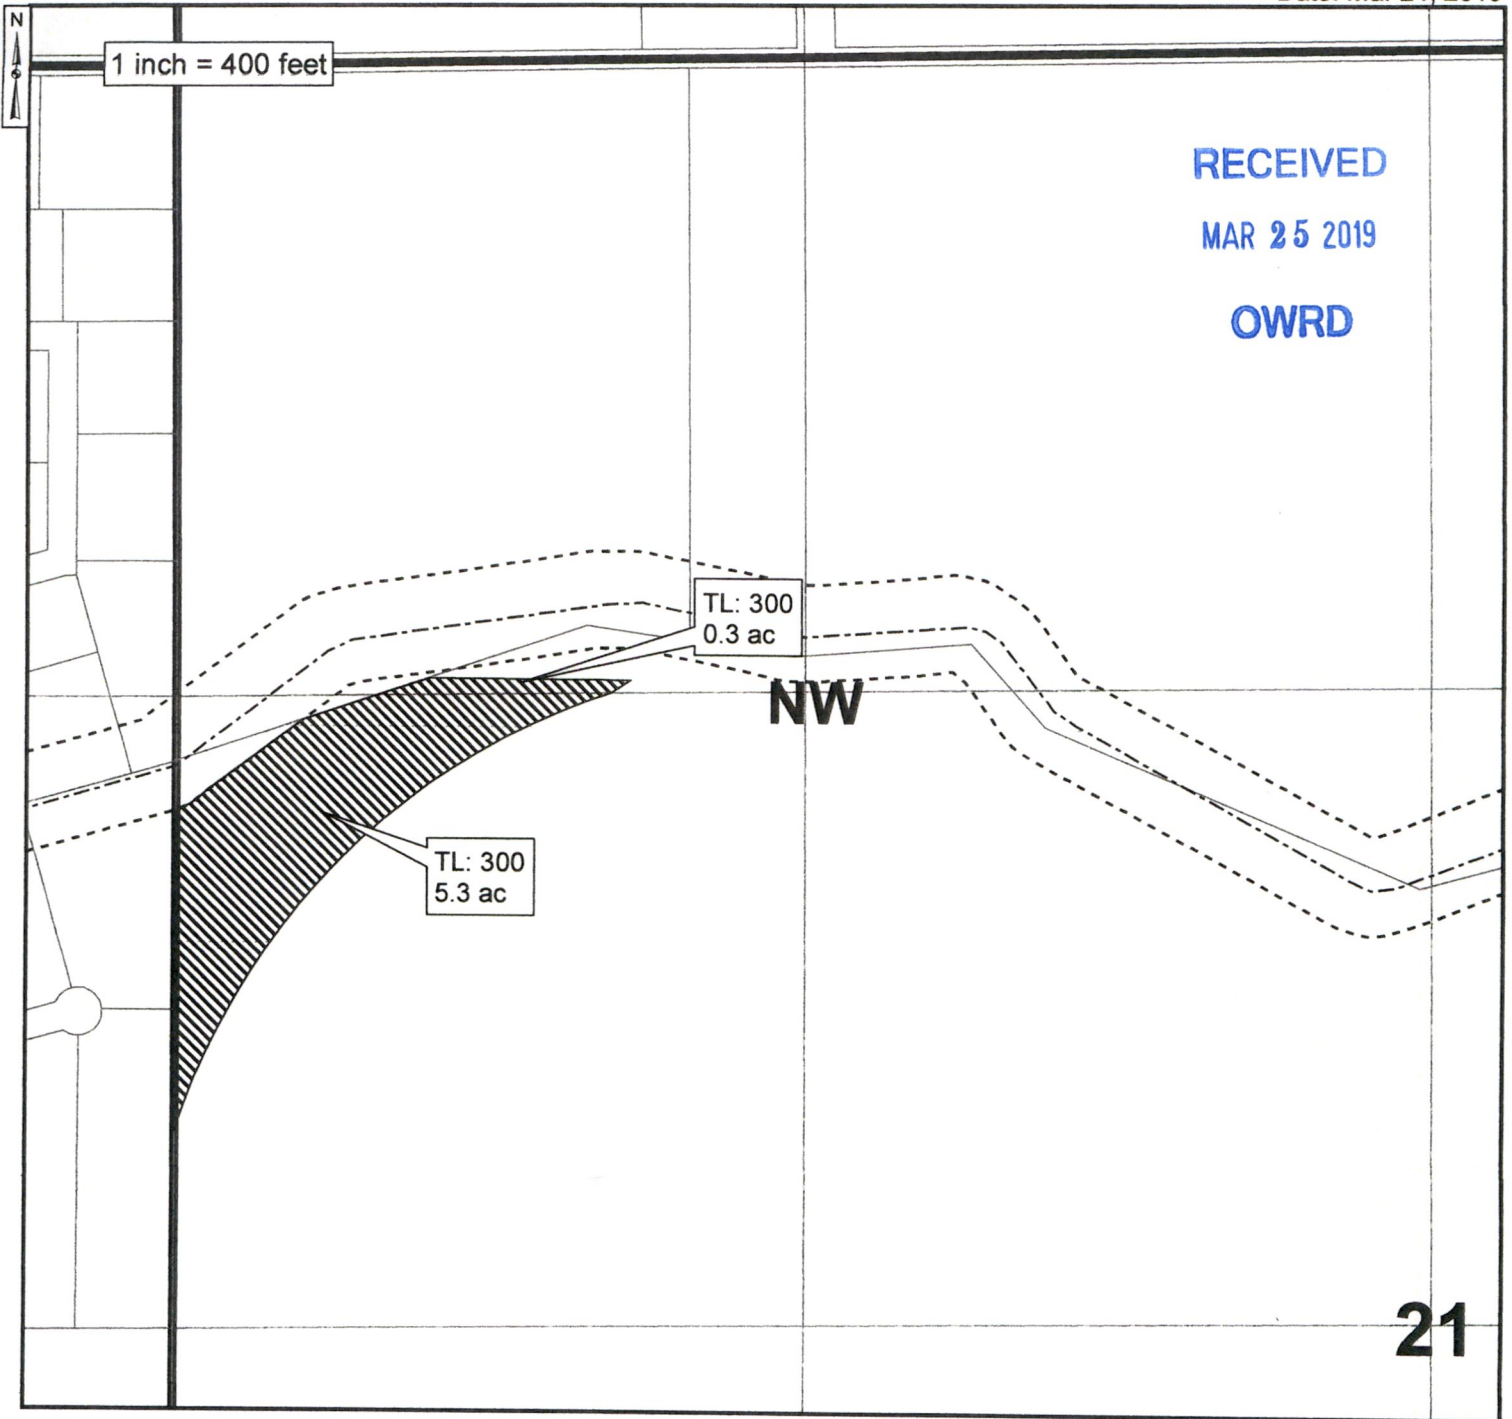 N
1 inch = 400 feet
RECEIVED
MAR 25 2019
OWRD
TL: 300
0.3 ac
NW
TL: 300
5.3 ac
21